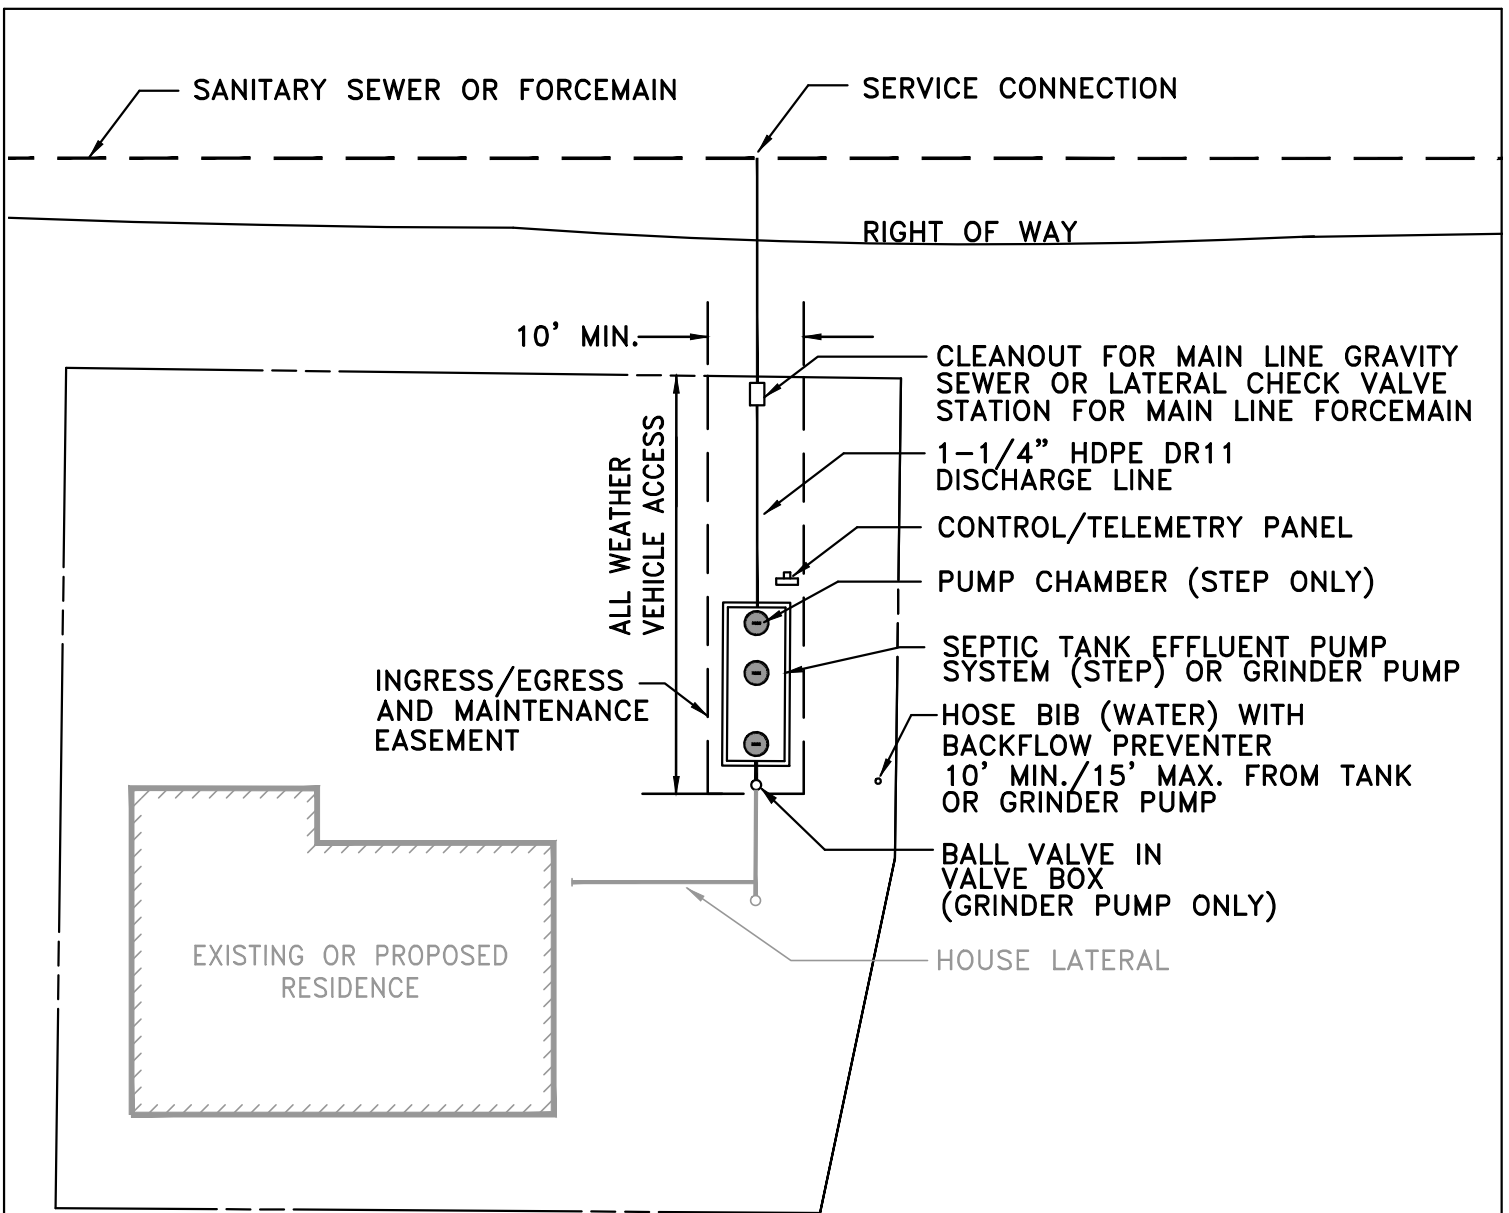 SANITARY SEWER OR FORCEMAIN
SERVICE CONNECTION
RIGHT OF WAY
10' MIN.
CLEANOUT FOR MAIN LINE GRAVITY
SEWER OR LATERAL CHECK VALVE
STATION FOR MAIN LINE FORCEMAIN
1-1/4" HDPE DR11
DISCHARGE LINE
ALL WEATHER
VEHICLE ACCESS
CONTROL/TELEMETRY PANEL
PUMP CHAMBER (STEP ONLY)
SEPTIC TANK EFFLUENT PUMP
SYSTEM (STEP) OR GRINDER PUMP
INGRESS/EGRESS
AND MAINTENANCE
EASEMENT
HOSE BIB (WATER) WITH
BACKFLOW PREVENTER
10' MIN./15' MAX. FROM TANK
OR GRINDER PUMP
BALL VALVE IN
VALVE BOX
(GRINDER PUMP ONLY)
EXISTING OR PROPOSED
RESIDENCE
HOUSE LATERAL